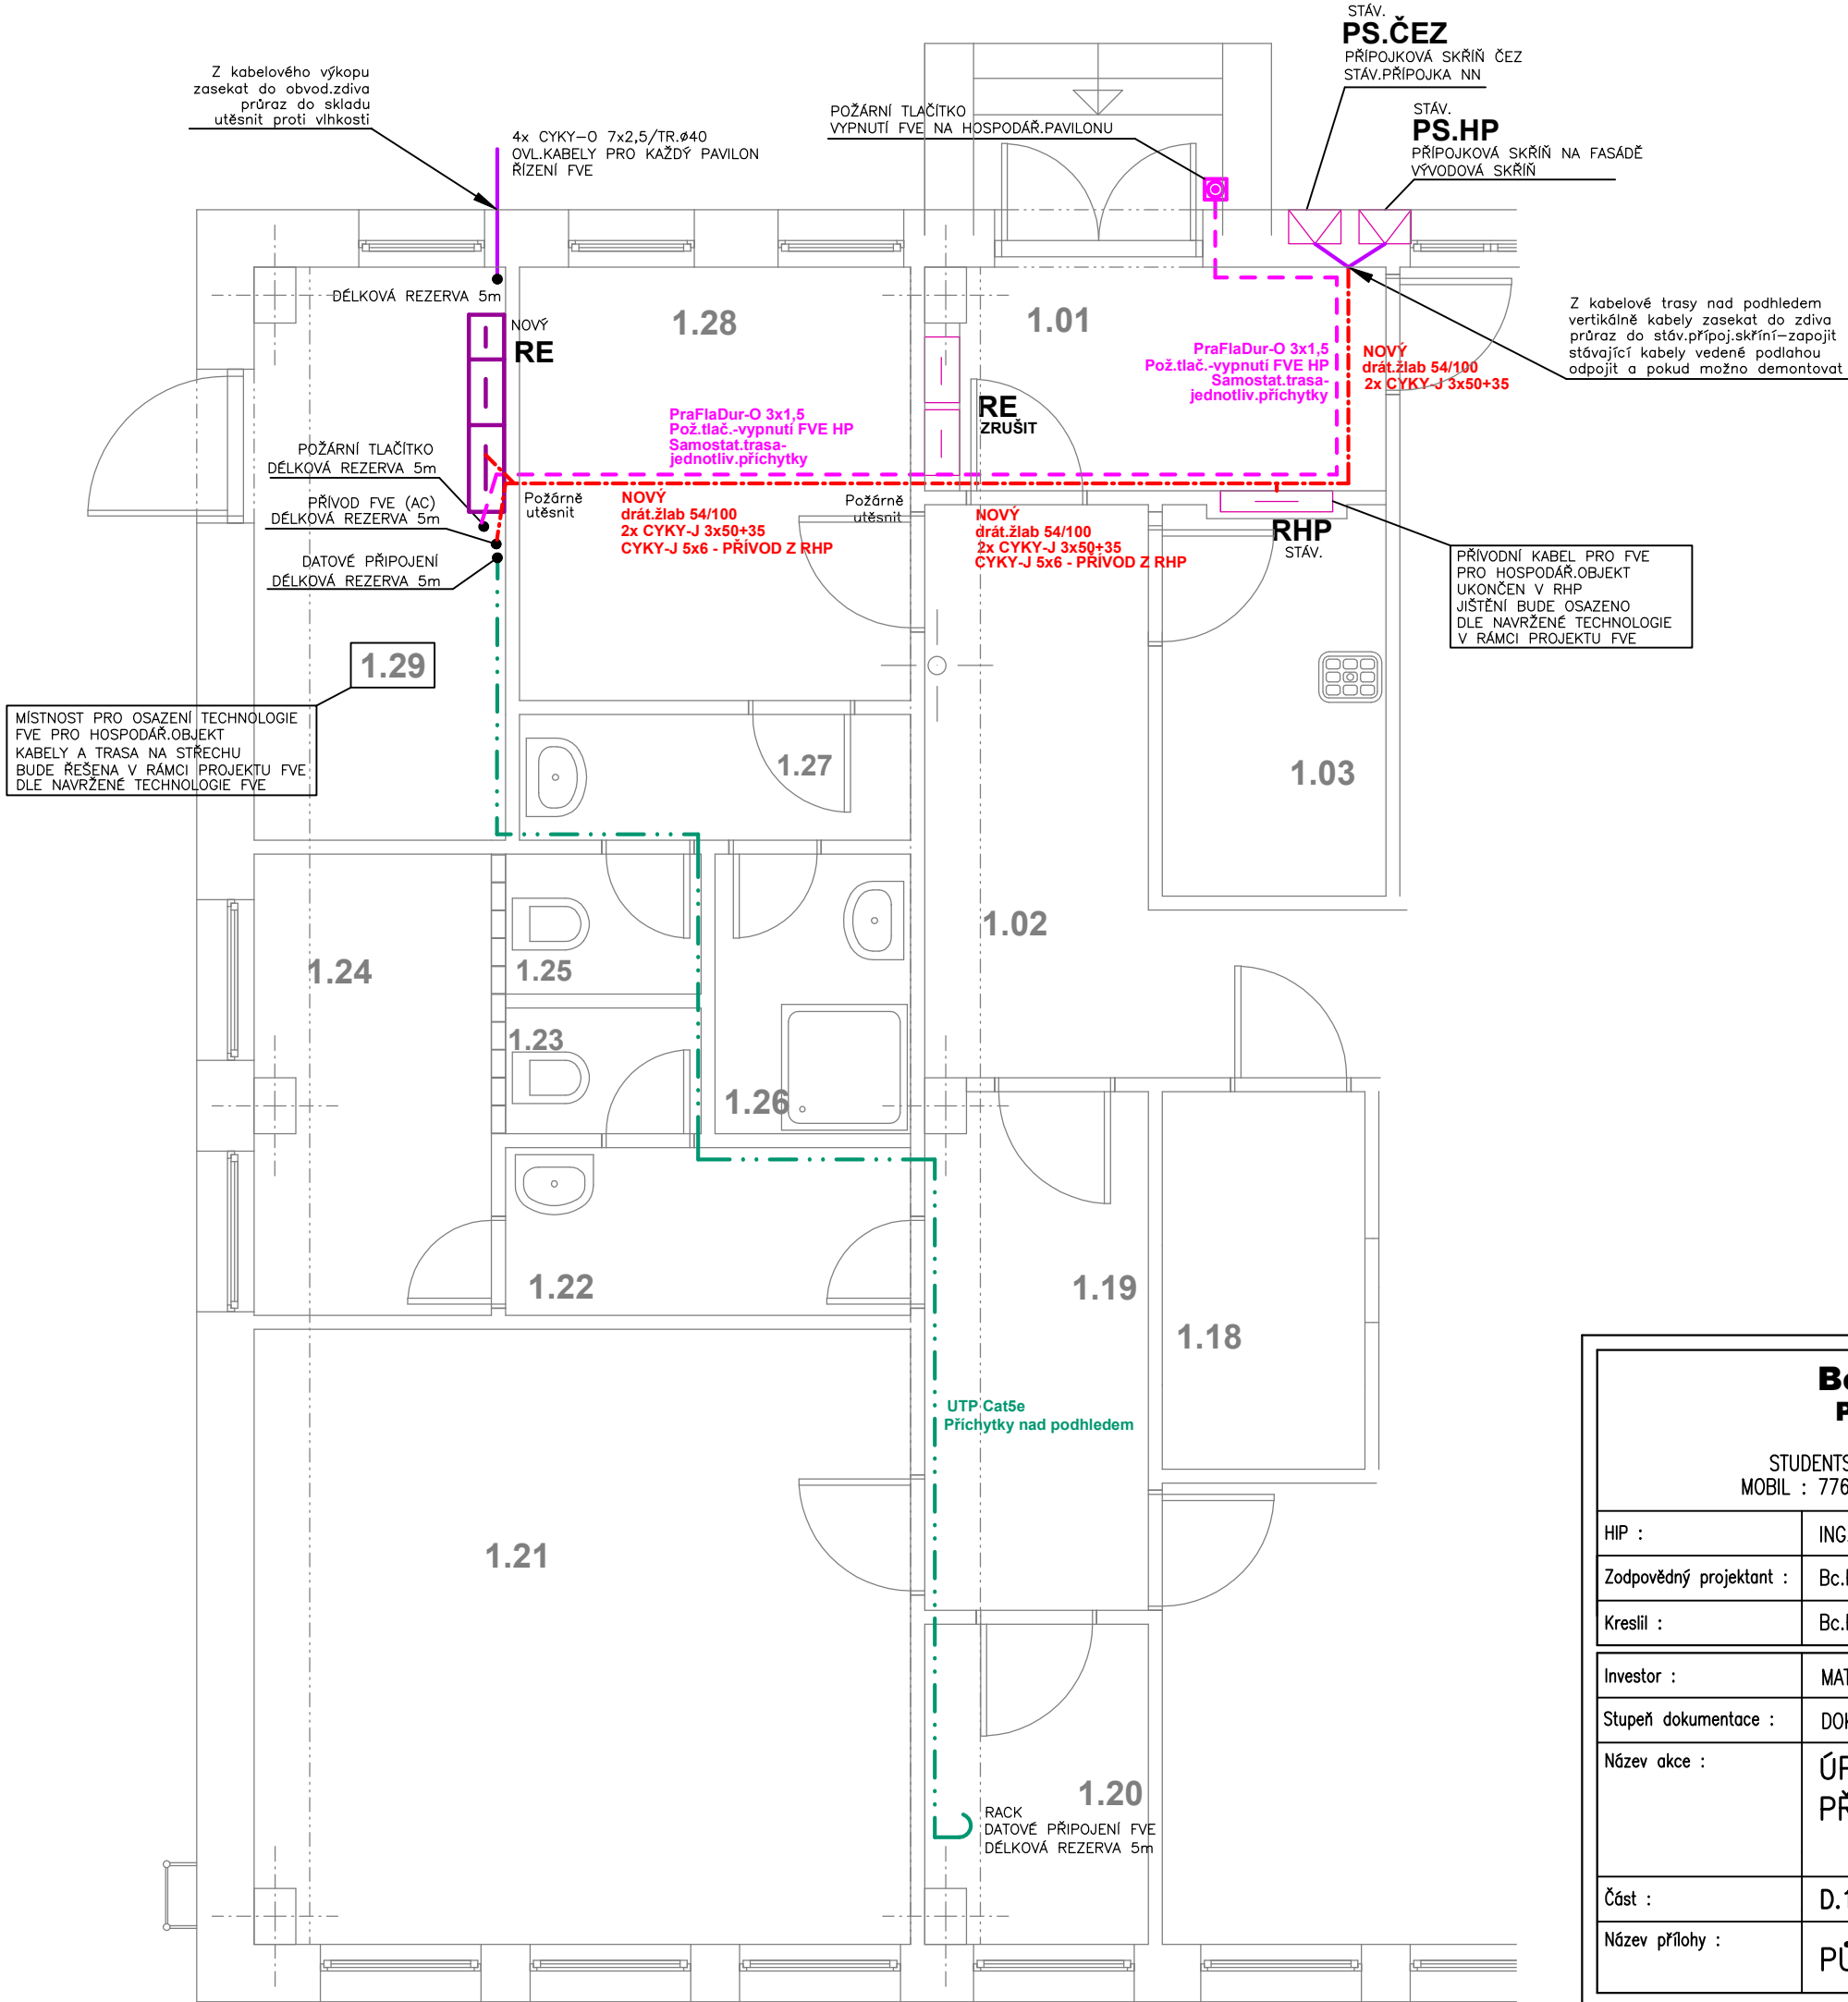 STÁV.
PS.ČEZ
PŘÍPOJKOVÁ SKŘÍŇ ČEZ
STÁV.PŘÍPOJKA NN
Z kabelového výkopu
zasekat do obvod.zdiva
průraz do skladu
utěsnit proti vlhkosti
4x CYKY-O 7x2,5/TR.ø40
OVL.KABELY PRO KAŽDÝ PAVILON
ŘÍZENÍ FVE
POŽÁRNÍ TLAČÍTKO
VYPNUTÍ FVE NA HOSPODÁŘ.PAVILONU
STÁV.
PS.HP
PŘÍPOJKOVÁ SKŘÍŇ NA FASÁDĚ
VÝVODOVÁ SKŘÍŇ
DÉLKOVÁ REZERVA 5m
NOVÝ
RE
1.28
1.01
Z kabelové trasy nad podhledem
vertikálně kabely zasekat do zdiva
průraz do stáv.přípoj.skříní-zapojit
stávající kabely vedené podlahou
odpojit a pokud možno demontovat
PraFlaDur-O 3x1,5
Pož.tlač.-vypnutí FVE HP
Samostat.trasa-
jednotliv.příchytky
NOVÝ
drát.žlab 54/100
2x CYKY-J 3x50+35
RE
ZRUŠIT
PraFlaDur-O 3x1,5
Pož.tlač.-vypnutí FVE HP
Samostat.trasa-
jednotliv.příchytky
POŽÁRNÍ TLAČÍTKO
DÉLKOVÁ REZERVA 5m
PŘÍVOD FVE (AC)
DÉLKOVÁ REZERVA 5m
DATOVÉ PŘIPOJENÍ
DÉLKOVÁ REZERVA 5m
Požárně
utěsnit
NOVÝ
drát.žlab 54/100
2x CYKY-J 3x50+35
CYKY-J 5x6 - PŘÍVOD Z RHP
Požárně
utěsnit
NOVÝ
drát.žlab 54/100
2x CYKY-J 3x50+35
CYKY-J 5x6 - PŘÍVOD Z RHP
RHP
STÁV.
PŘÍVODNÍ KABEL PRO FVE
PRO HOSPODÁŘ.OBJEKT
UKONČEN V RHP
JIŠTĚNÍ BUDE OSAZENO
DLE NAVRŽENÉ TECHNOLOGIE
V RÁMCI PROJEKTU FVE
1.29
MÍSTNOST PRO OSAZENÍ TECHNOLOGIE
FVE PRO HOSPODÁŘ.OBJEKT
KABELY A TRASA NA STŘECHU
BUDE ŘEŠENA V RÁMCI PROJEKTU FVE
DLE NAVRŽENÉ TECHNOLOGIE FVE
1.27
1.03
1.02
1.24
1.25
1.23
1.26
1.22
1.19
1.18
UTP Cat5e
Příchytky nad podhledem
1.21
1.20
RACK
DATOVÉ PŘIPOJENÍ FVE
DÉLKOVÁ REZERVA 5m
STUDENTS
MOBIL : 776
HIP :
ING.
Zodpovědný projektant :
Bc.
Kreslil :
Bc.
Investor :
MAT
Stupeň dokumentace :
Název akce :
Část :
D.1
Název přílohy :